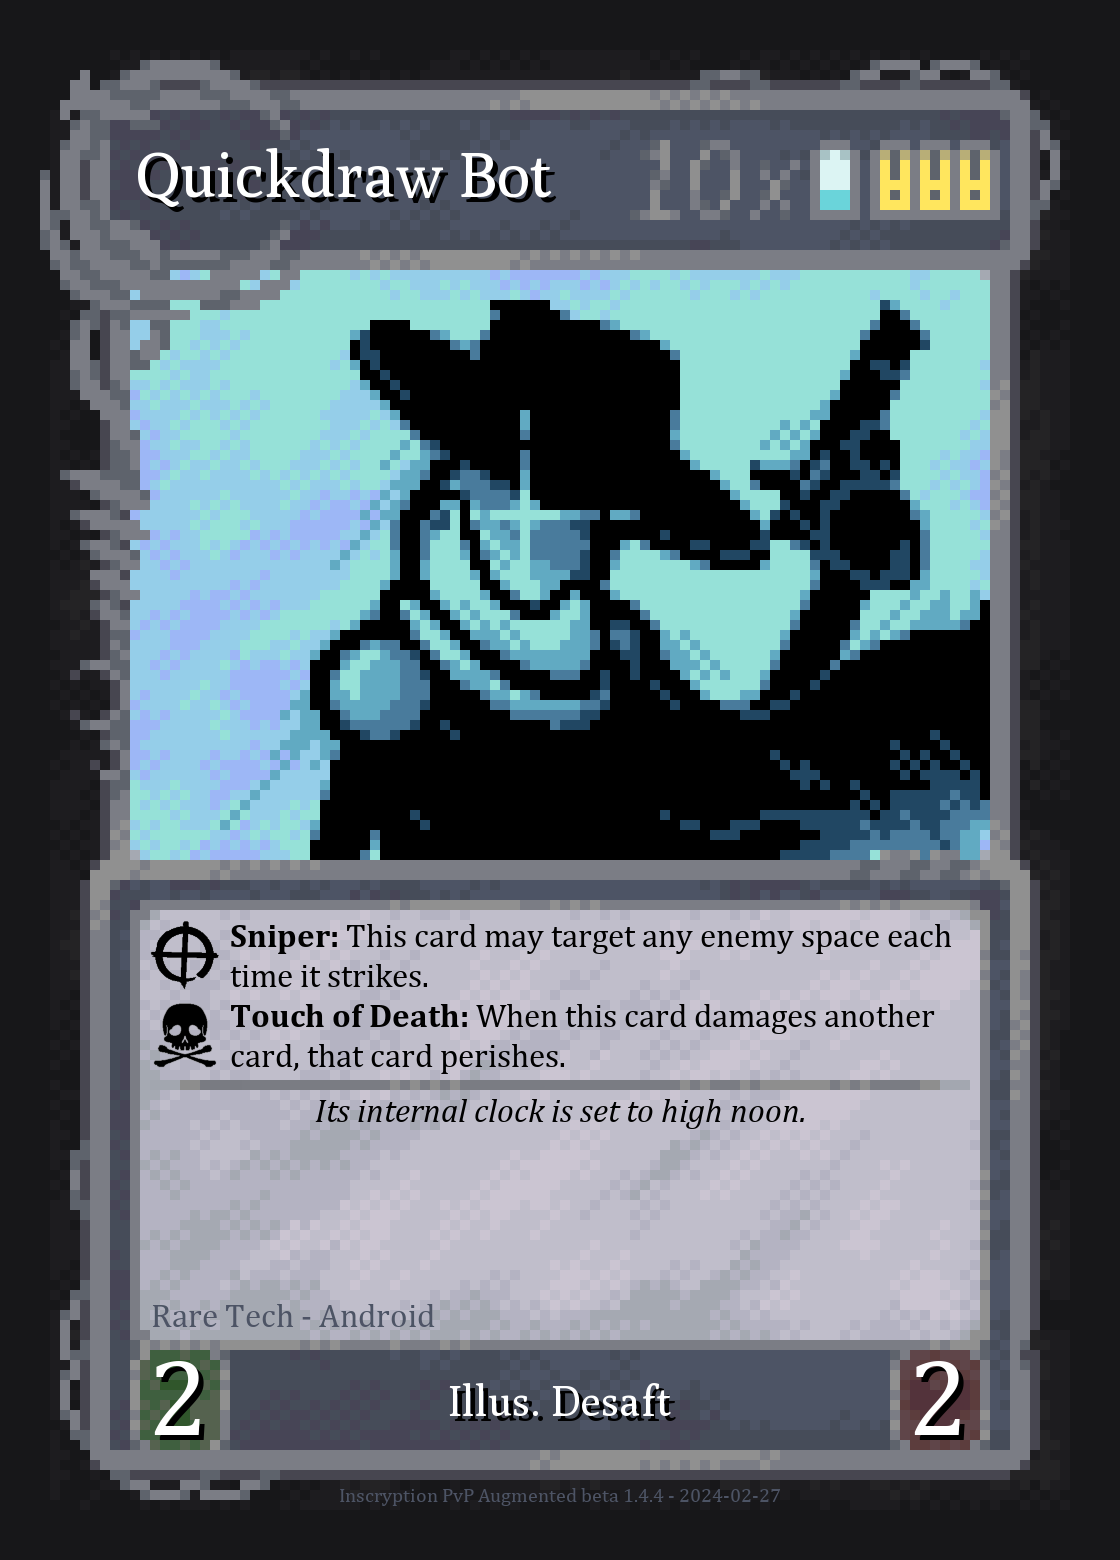 Quickdraw Bot 10x
Sniper: This card may target any enemy space each
time it strikes.
Touch of Death: When this card damages another
card, that card perishes.
Its internal clock is set to high noon.
Rare Tech - Android
2 Illus. Desaft 2
Inscryption PvP Augmented beta 1.4.4 - 2024-02-27